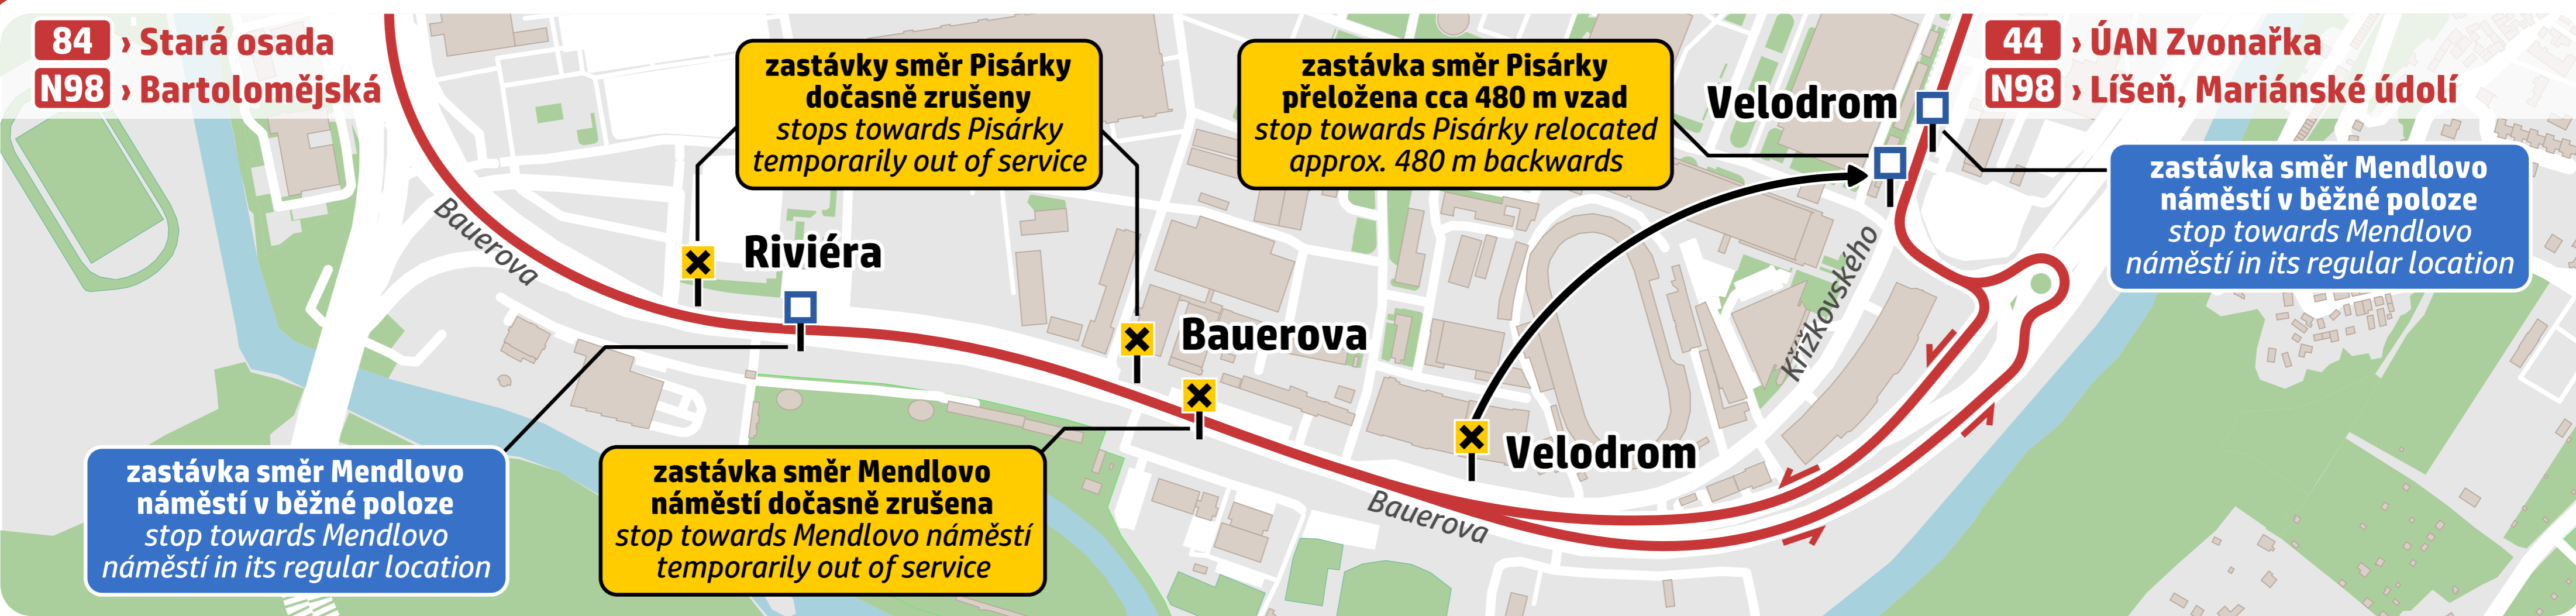 84 › Stará osada
N98 › Bartolomějská
44 › ÚAN Zvonařka
N98 › Líšeň, Mariánské údolí
zastávky směr Pisárky
dočasně zrušeny
stops towards Pisárky
temporarily out of service
zastávka směr Pisárky
přeložena cca 480 m vzad
stop towards Pisárky relocated
approx. 480 m backwards
Velodrom
zastávka směr Mendlovo
náměstí v běžné poloze
stop towards Mendlovo
náměstí in its regular location
Bauerova
Riviéra
Bauerova
Křížkovského
Velodrom
Bauerova
zastávka směr Mendlovo
náměstí v běžné poloze
stop towards Mendlovo
náměstí in its regular location
zastávka směr Mendlovo
náměstí dočasně zrušena
stop towards Mendlovo náměstí
temporarily out of service